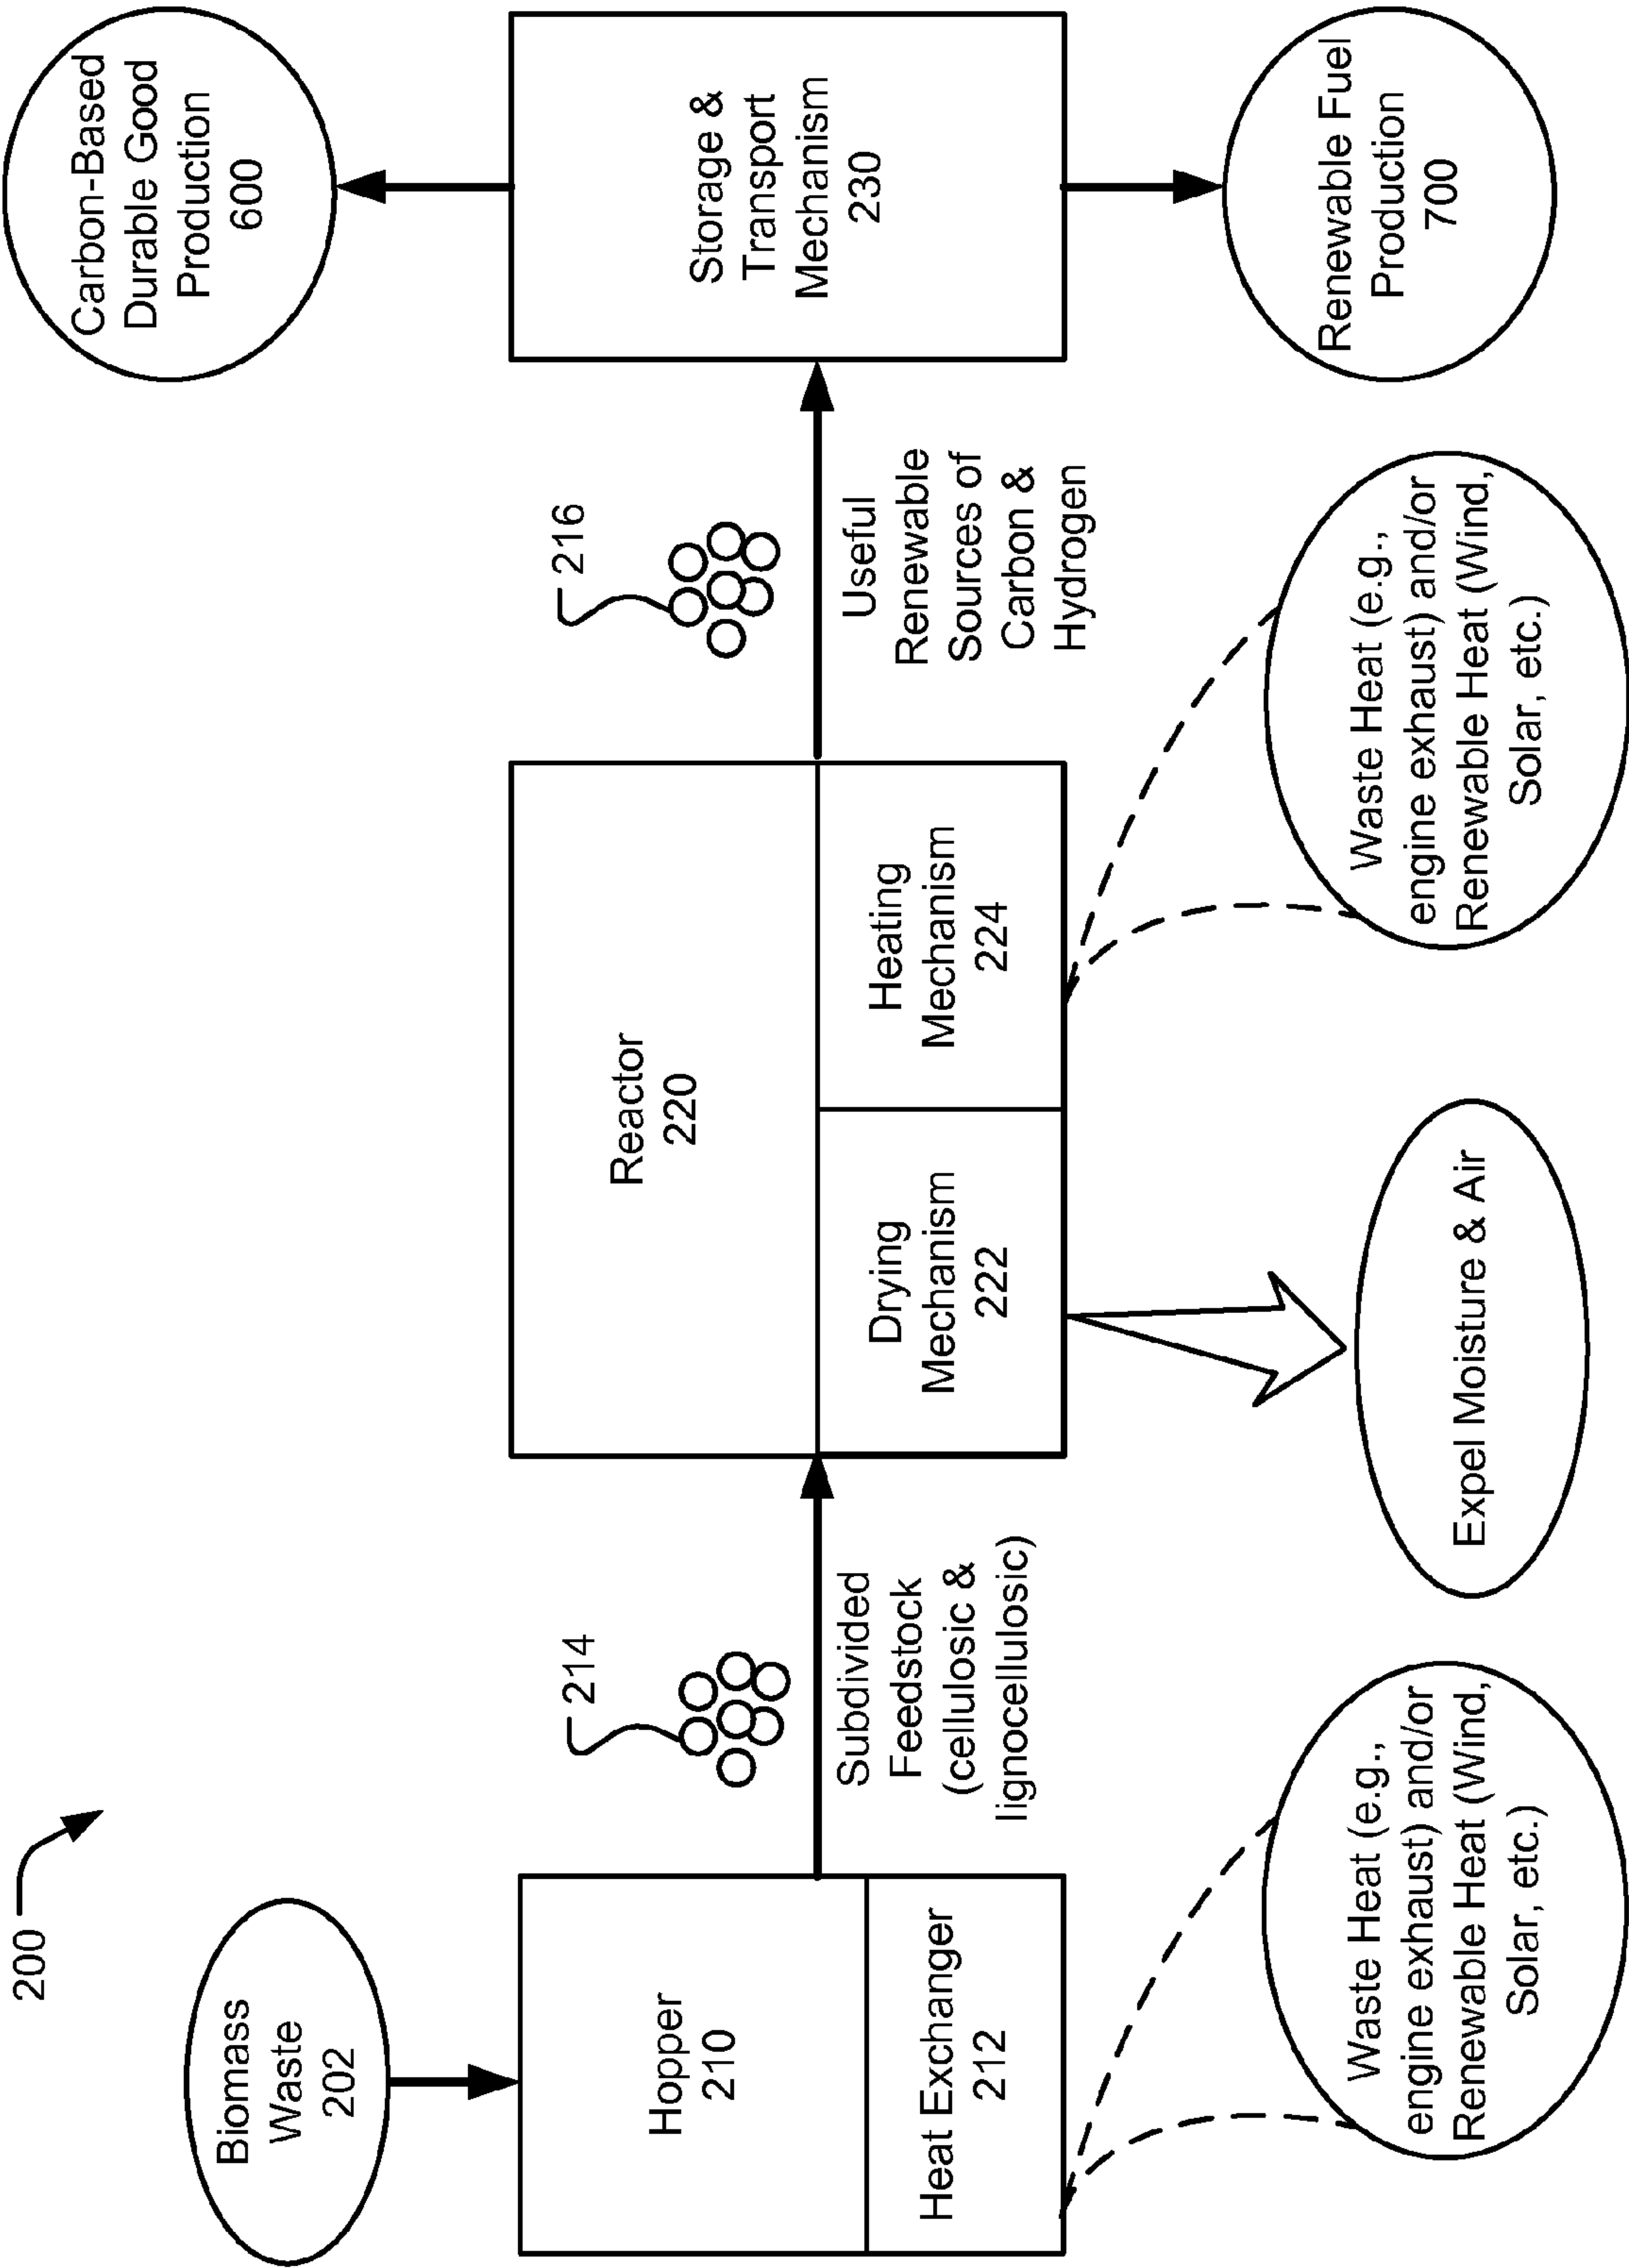 200
Biomass
Waste
202
Hopper
210
Heat Exchanger
212
Waste Heat (e.g.,
engine exhaust) and/or
Renewable Heat (Wind,
Solar, etc.)
214
Subdivided
Feedstock
(cellulosic &
lignocellulosic)
Reactor
220
Drying
Mechanism
222
Heating
Mechanism
224
Expel Moisture & Air
Waste Heat (e.g.,
engine exhaust) and/or
Renewable Heat (Wind,
Solar, etc.)
216
Useful
Renewable
Sources of
Carbon &
Hydrogen
Carbon-Based
Durable Good
Production
600
Storage &
Transport
Mechanism
230
Renewable Fuel
Production
700